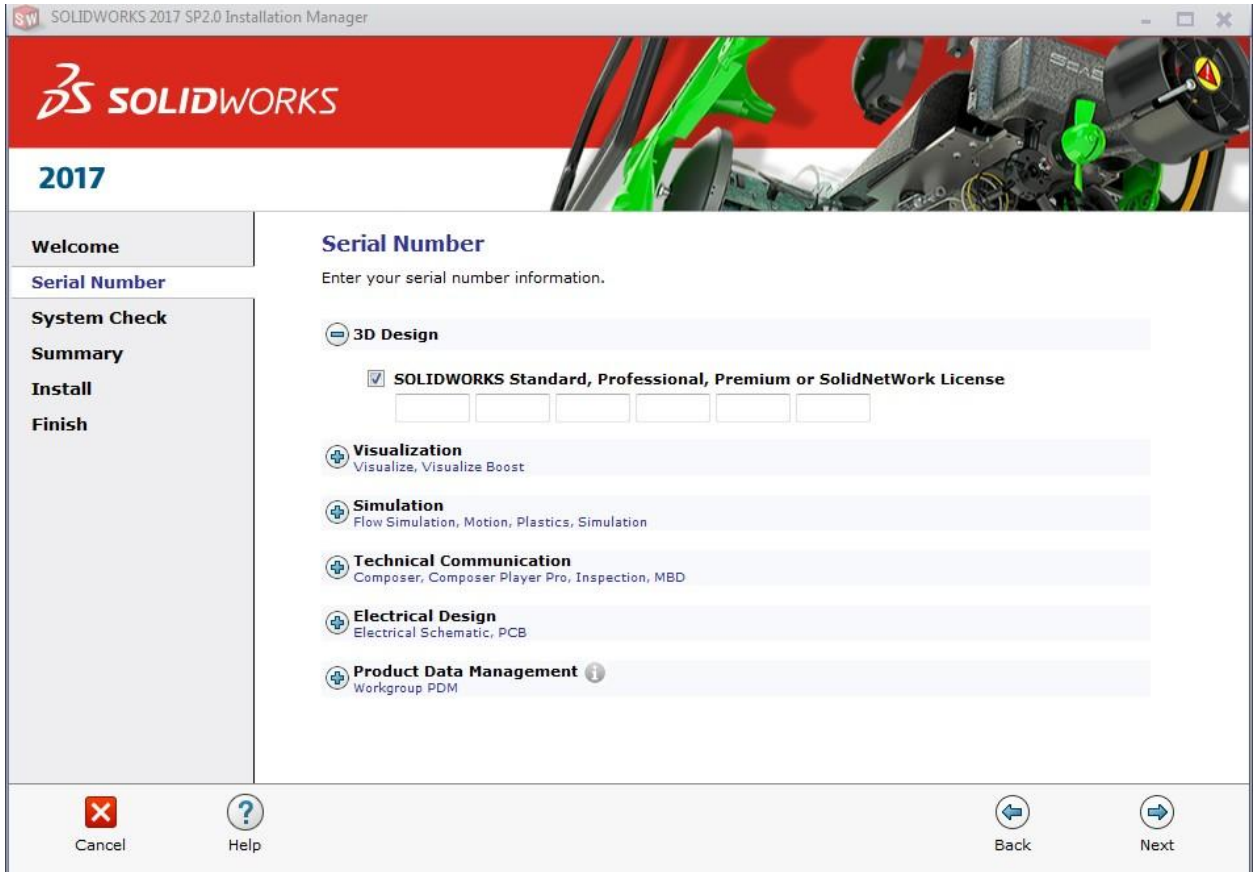 SOLIDWORKS 2017 SP2.0 Installation Manager
SOLIDWORKS
2017
Welcome
Serial Number
System Check
Summary
Install
Finish
Serial Number
Enter your serial number information.
3D Design
SOLIDWORKS Standard, Professional, Premium or SolidNetWork License
Visualization
Visualize, Visualize Boost
Simulation
Flow Simulation, Motion, Plastics, Simulation
Technical Communication
Composer, Composer Player Pro, Inspection, MBD
Electrical Design
Electrical Schematic, PCB
Product Data Management
Workgroup PDM
Cancel
Help
Back
Next